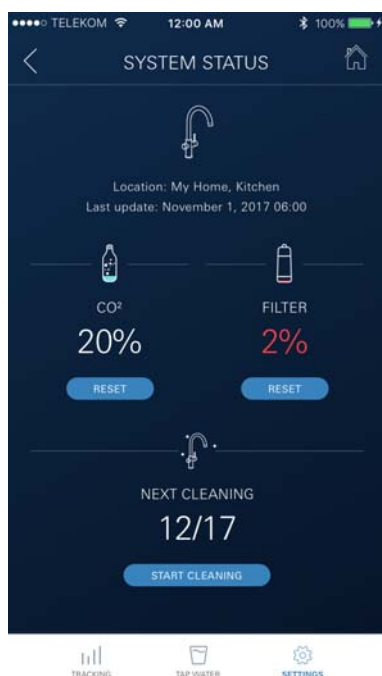 TELEKOM 12:00 AM 100%
SYSTEM STATUS
Location: My Home, Kitchen
Last update: November 1, 2017 06:00
CO² FILTER
20% 2%
RESET RESET
NEXT CLEANING
12/17
START CLEANING
TRACKING TAP WATER SETTINGS